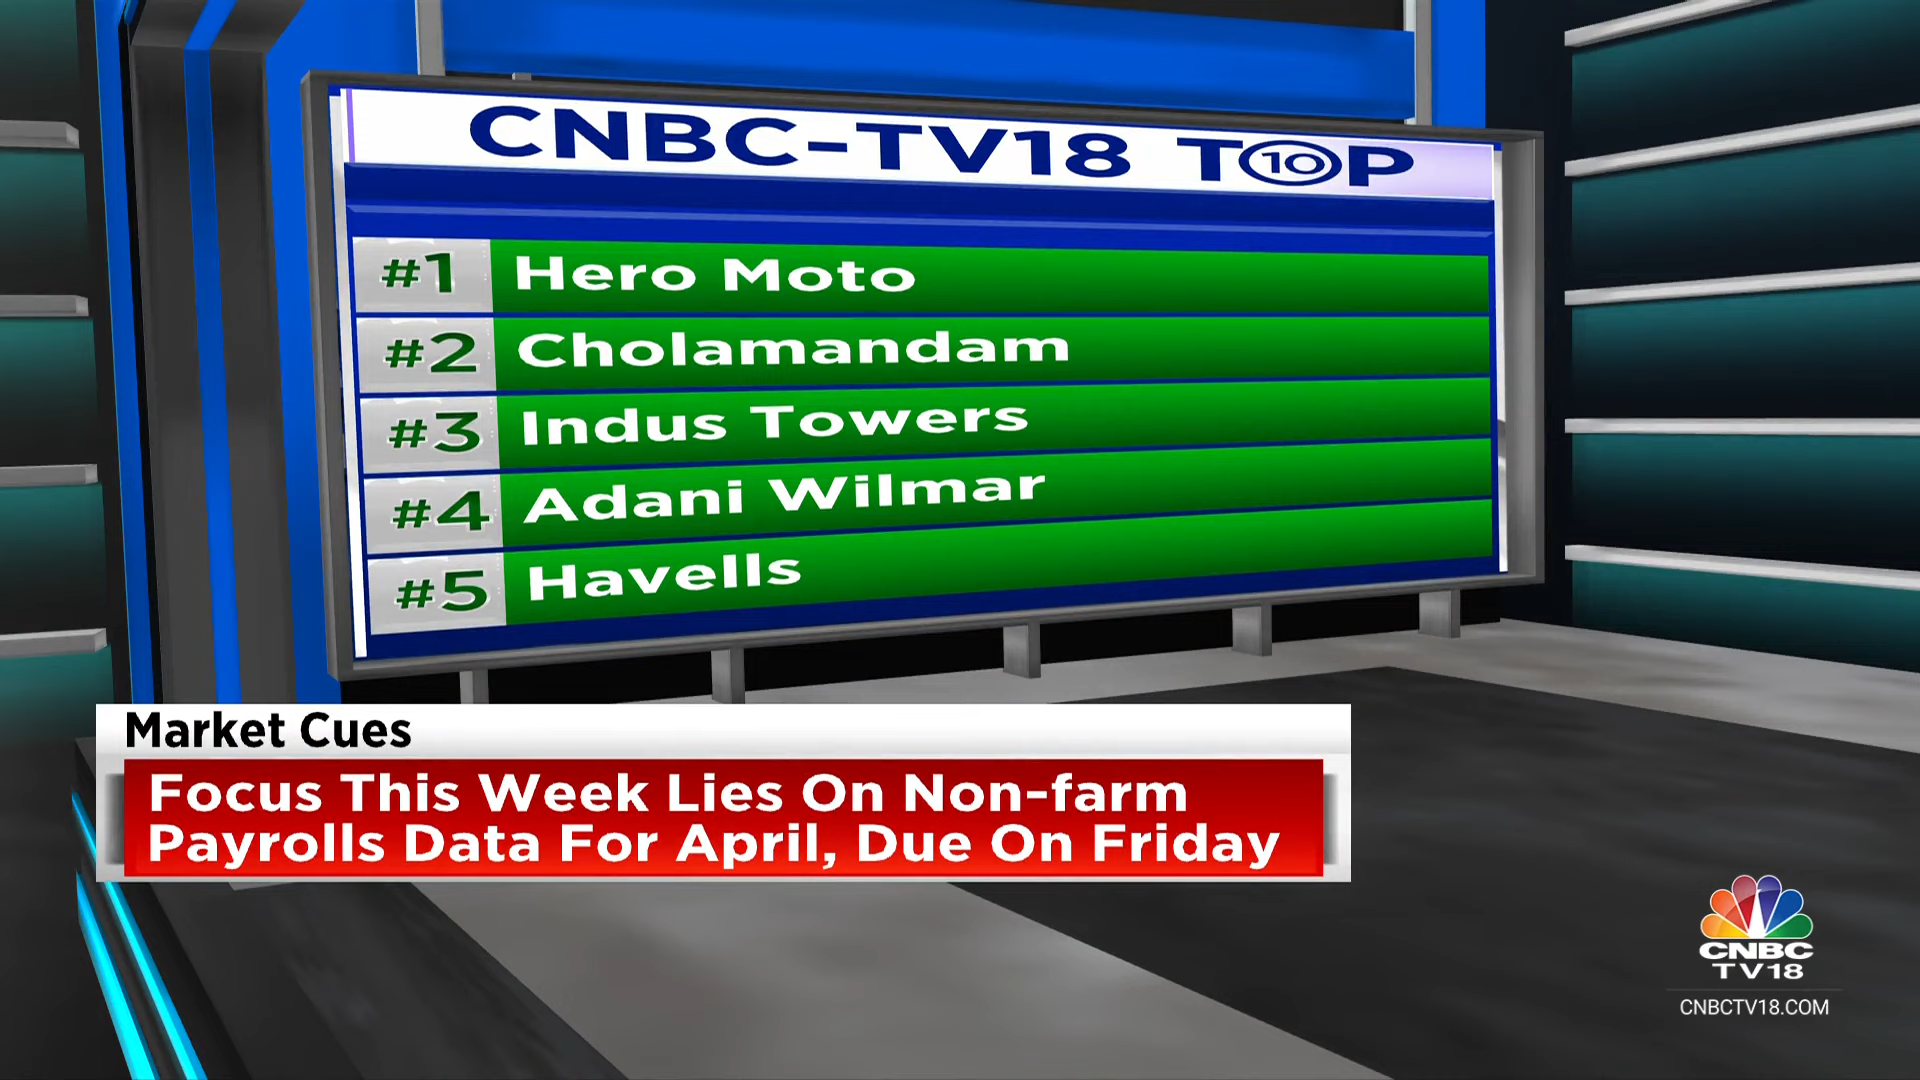 CNBC-TV18 TOP
10
#1 Hero Moto
#2 Cholamandam
#3 Indus Towers
#4 Adani Wilmar
#5 Havells
Market Cues
Focus This Week Lies On Non-farm
Payrolls Data For April, Due On Friday
CNBC
TV18
CNBCTV18.COM